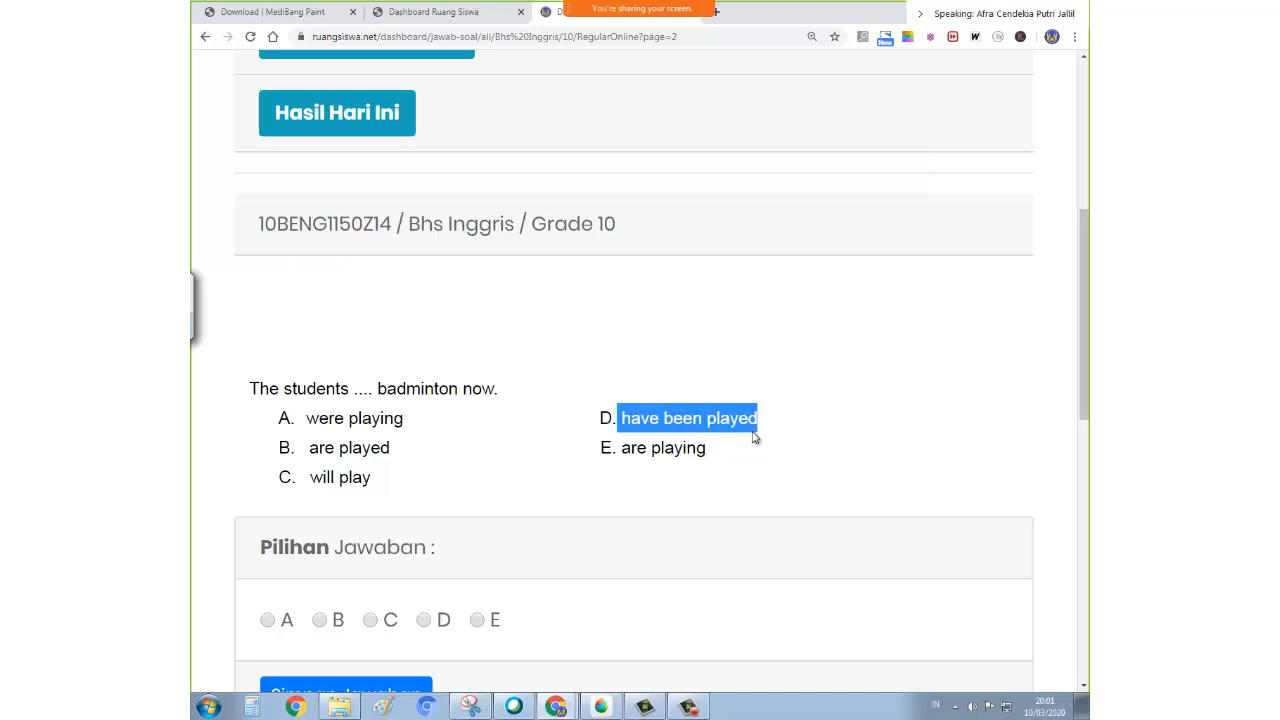 Download | MediBang Paint
Dashboard Ruang Siswa
You're sharing your screen.
Speaking: Afra Cendekia Putri Jallil
ruangsiswa.net/dashboard/jawab-soal/all/Bhs%20Inggris/10/RegularOnline?page=2
New
Hasil Hari Ini
10BENG1150Z14 / Bhs Inggris / Grade 10
The students .... badminton now.
A. were playing
B. are played
C. will play
D. have been played
E. are playing
Pilihan Jawaban :
A B C D E
IN
20:01
10/03/2020